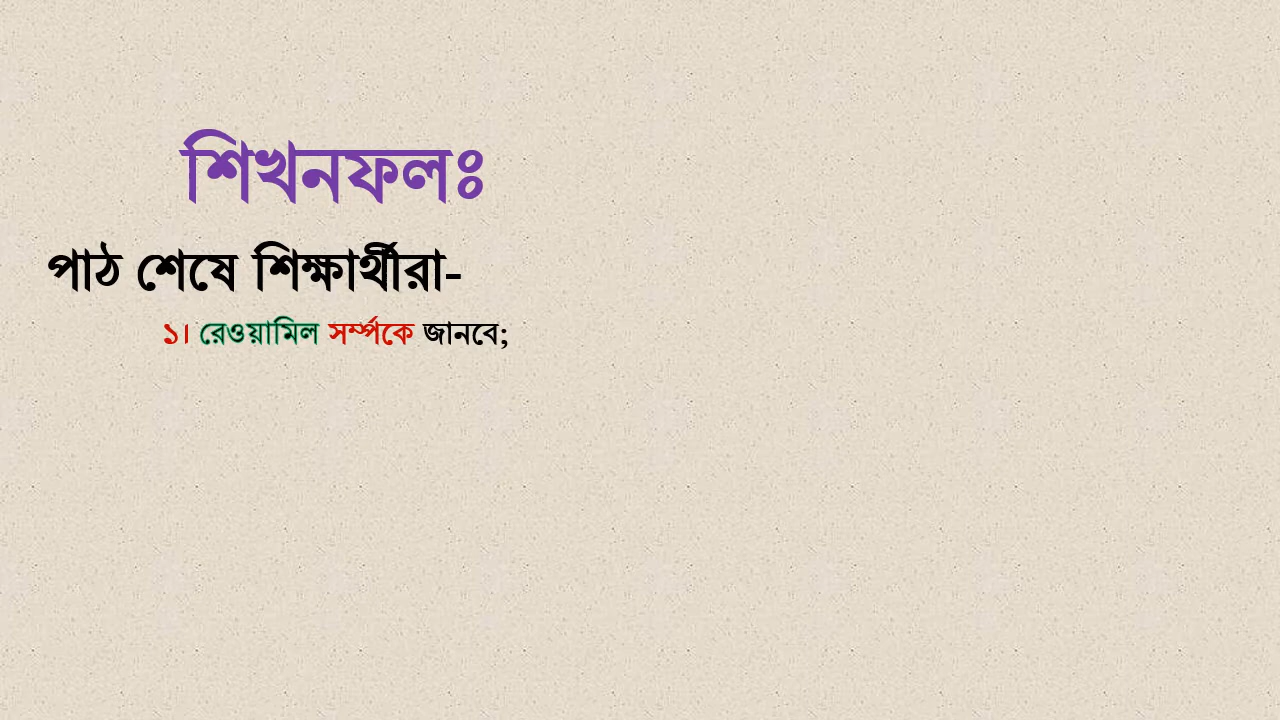 শিখনফলঃ
পাঠ শেষে শিক্ষার্থীরা-
১। রেওয়ামিল সর্ম্পকে জানবে;